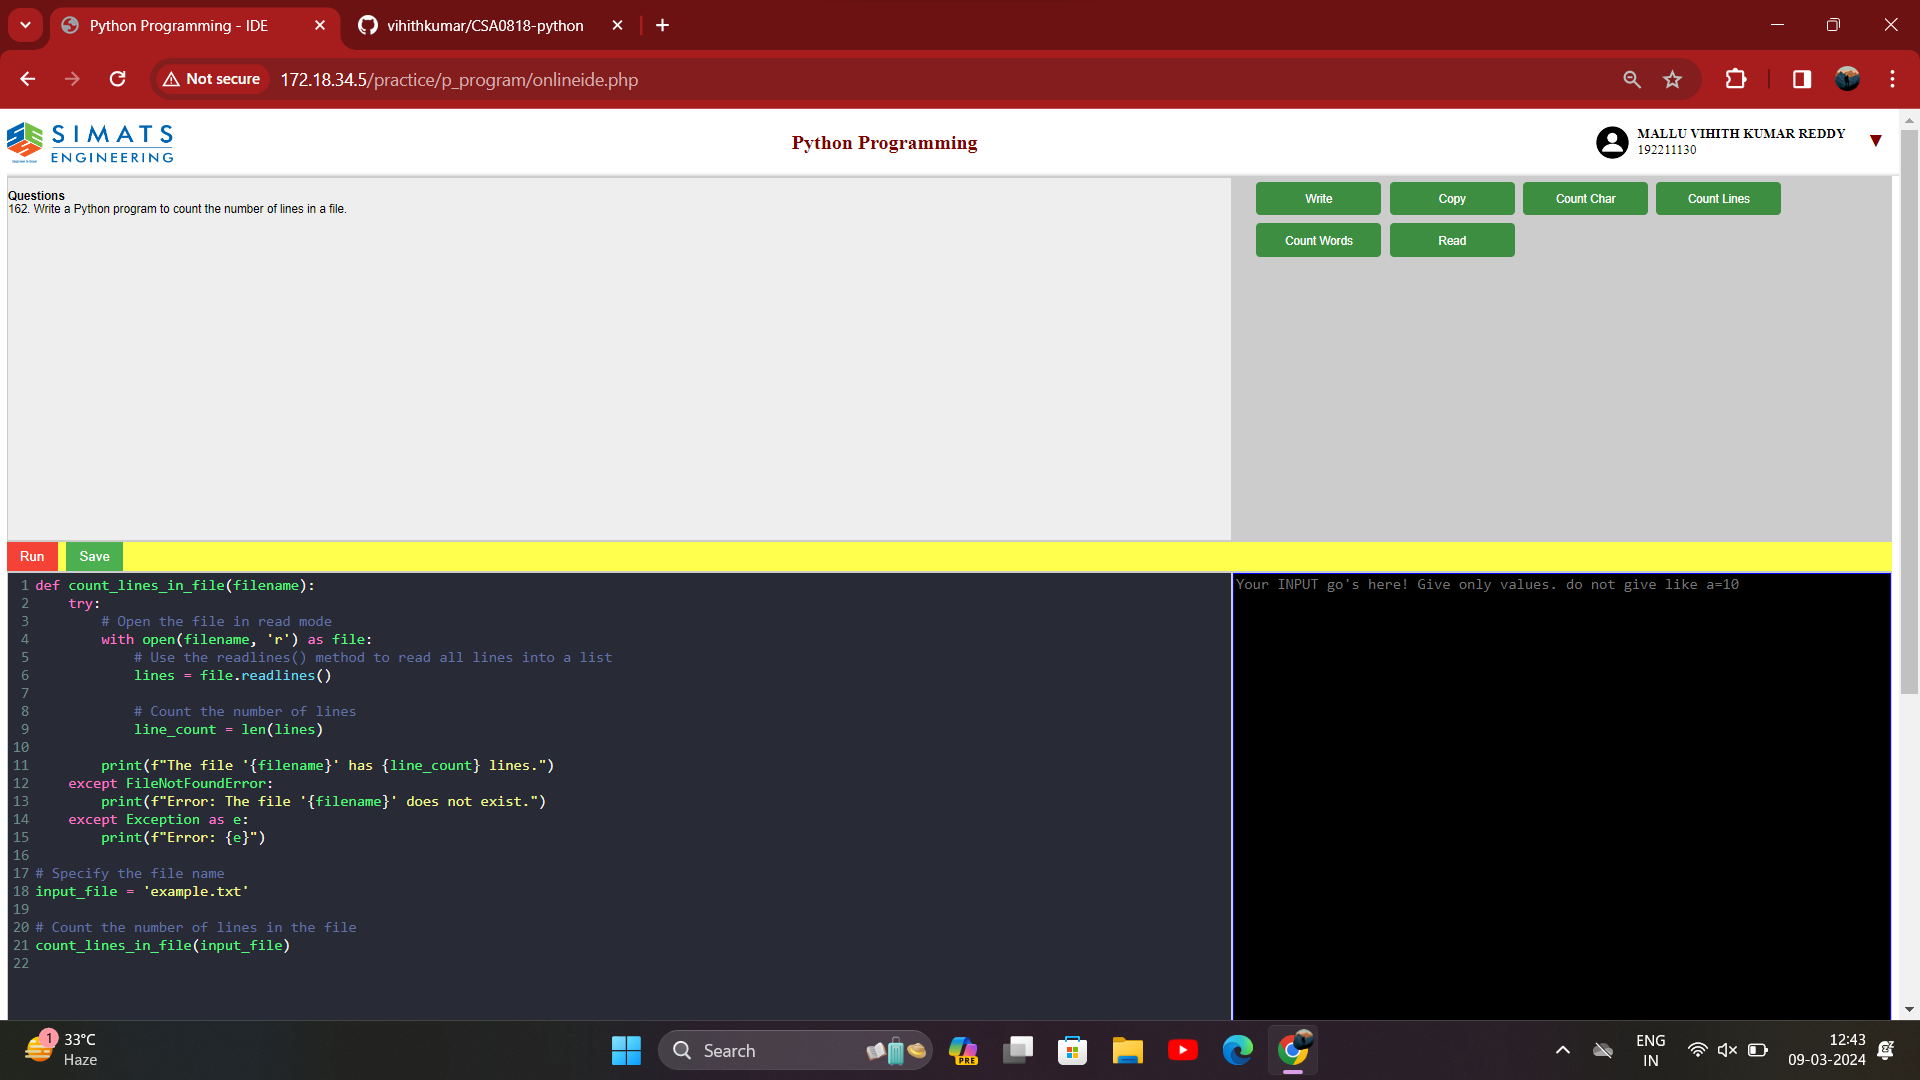 Python Programming - IDE
vihithkumar/CSA0818-python
Not secure
172.18.34.5/practice/p_program/onlineide.php
SIMATS
ENGINEERING
Python Programming
MALLU VIHITH KUMAR REDDY
192211130
Questions
162. Write a Python program to count the number of lines in a file.
Write
Copy
Count Char
Count Lines
Count Words
Read
Run
Save
1 def count_lines_in_file(filename):
2     try:
3         # Open the file in read mode
4         with open(filename, 'r') as file:
5             # Use the readlines() method to read all lines into a list
6             lines = file.readlines()
7
8             # Count the number of lines
9             line_count = len(lines)
10
11         print(f"The file '{filename}' has {line_count} lines.")
12     except FileNotFoundError:
13         print(f"Error: The file '{filename}' does not exist.")
14     except Exception as e:
15         print(f"Error: {e}")
16
17 # Specify the file name
18 input_file = 'example.txt'
19
20 # Count the number of lines in the file
21 count_lines_in_file(input_file)
22
Your INPUT go's here! Give only values. do not give like a=10
1
33°C
Haze
Search
PRE
ENG
IN
12:43
09-03-2024